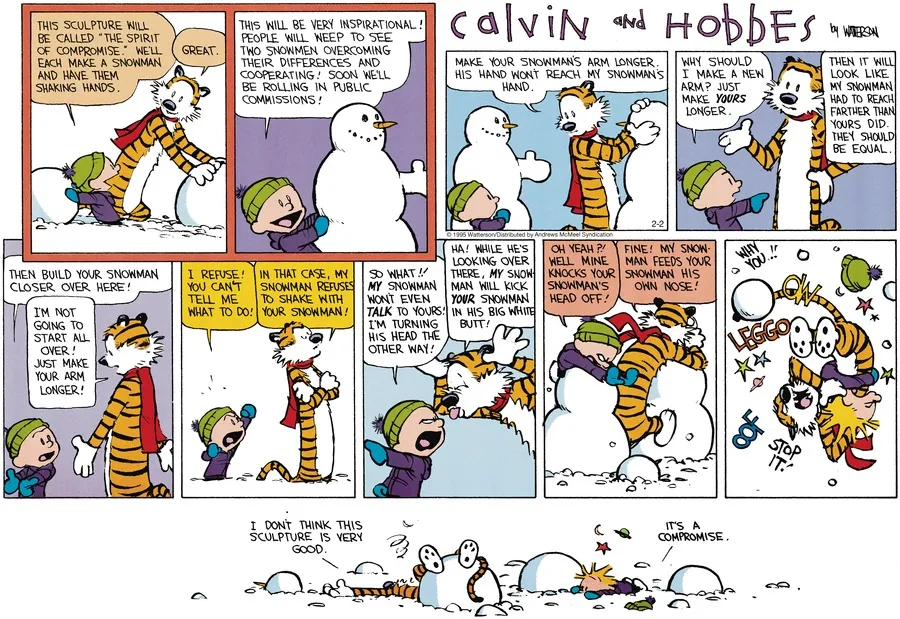 THIS SCULPTURE WILL
BE CALLED "THE SPIRIT
OF COMPROMISE." WE'LL
EACH MAKE A SNOWMAN
AND HAVE THEM
SHAKING HANDS.
GREAT.
THIS WILL BE VERY INSPIRATIONAL!
PEOPLE WILL WEEP TO SEE
TWO SNOWMEN OVERCOMING
THEIR DIFFERENCES AND
COOPERATING! SOON WE'LL
BE ROLLING IN PUBLIC
COMMISSIONS!
CALVIN and HOBBES
by WATTERSON
MAKE YOUR SNOWMAN'S ARM LONGER.
HIS HAND WON'T REACH MY SNOWMAN'S
HAND.
2-2
© 1995 Watterson/Distributed by Andrews McMeel Syndication
WHY SHOULD
I MAKE A NEW
ARM? JUST
MAKE YOURS
LONGER.
THEN IT WILL
LOOK LIKE
MY SNOWMAN
HAD TO REACH
FARTHER THAN
YOURS DID.
THEY SHOULD
BE EQUAL.
THEN BUILD YOUR SNOWMAN
CLOSER OVER HERE!
I'M NOT
GOING TO
START ALL
OVER!
JUST MAKE
YOUR ARM
LONGER!
I REFUSE!
YOU CAN'T
TELL ME
WHAT TO DO!
IN THAT CASE, MY
SNOWMAN REFUSES
TO SHAKE WITH
YOUR SNOWMAN!
SO WHAT!!
MY SNOWMAN
WON'T EVEN
TALK TO YOURS!
I'M TURNING
HIS HEAD THE
OTHER WAY!
HA! WHILE HE'S
LOOKING OVER
THERE, MY SNOW-
MAN WILL KICK
YOUR SNOWMAN
IN HIS BIG WHITE
BUTT!
OH YEAH?!
WELL MINE
KNOCKS YOUR
SNOWMAN'S
HEAD OFF!
FINE! MY SNOW-
MAN FEEDS YOUR
SNOWMAN HIS
OWN NOSE!
WHY
YOU..!!
OW
LEGGO
OOF
STOP
IT!
I DON'T THINK THIS
SCULPTURE IS VERY
GOOD.
IT'S A
COMPROMISE.